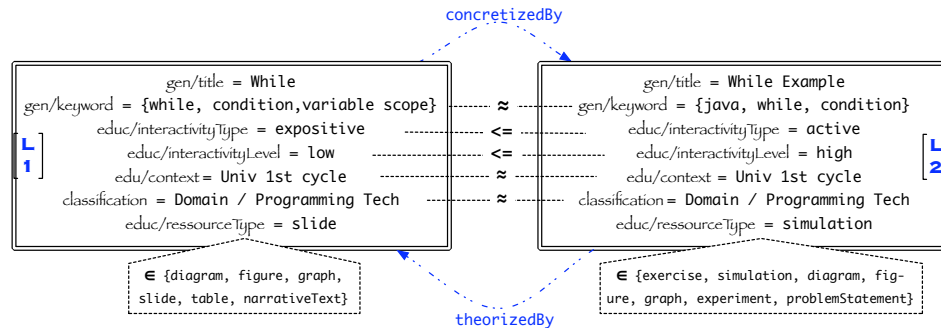 concretizedBy
gen/title = While
gen/keyword = {while, condition,variable scope}
educ/interactivityType = expositive
educ/interactivityLevel = low
edu/context= Univ 1st cycle
classification = Domain / Programming Tech
educ/ressourceType = slide
L
1
≈
<=
<=
≈
≈
gen/title = While Example
gen/keyword = {java, while, condition}
educ/interactivityType = active
educ/interactivityLevel = high
edu/context = Univ 1st cycle
classification = Domain / Programming Tech
educ/ressourceType = simulation
L
2
∈ {diagram, figure, graph,
slide, table, narrativeText}
∈ {exercise, simulation, diagram, fig-
ure, graph, experiment, problemStatement}
theorizedBy